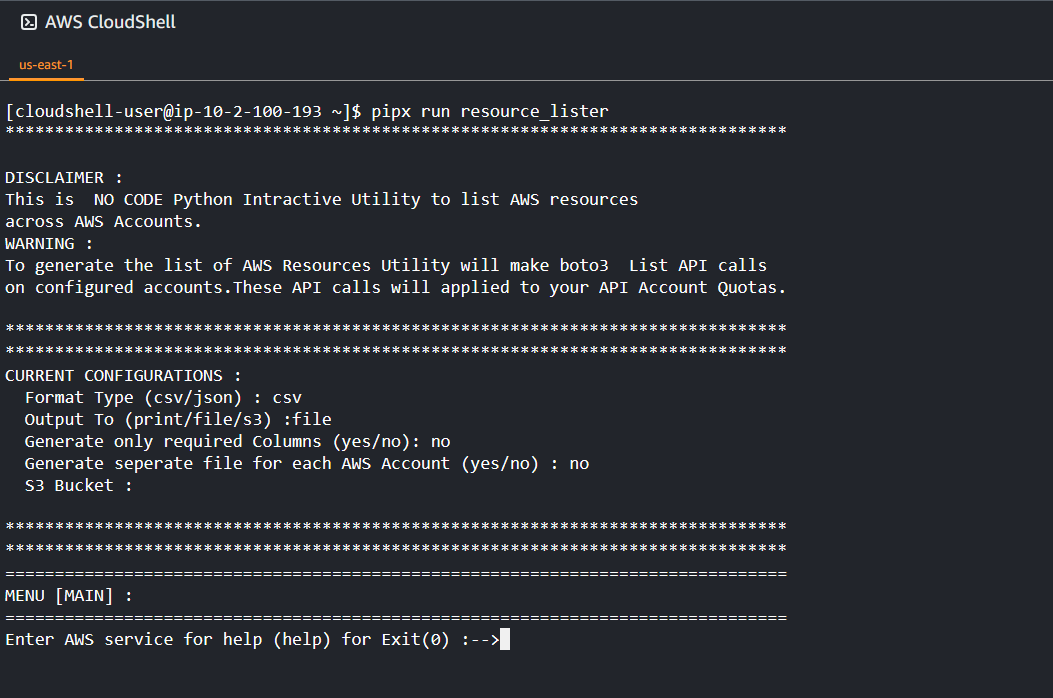 AWS CloudShell
us-east-1
[cloudshell-user@ip-10-2-100-193 ~]$ pipx run resource_lister
*******************************************************************************
DISCLAIMER :
This is  NO CODE Python Intractive Utility to list AWS resources
across AWS Accounts.
WARNING :
To generate the list of AWS Resources Utility will make boto3  List API calls
on configured accounts.These API calls will applied to your API Account Quotas.
*******************************************************************************
*******************************************************************************
CURRENT CONFIGURATIONS :
  Format Type (csv/json) : csv
  Output To (print/file/s3) :file
  Generate only required Columns (yes/no): no
  Generate seperate file for each AWS Account (yes/no) : no
  S3 Bucket :
*******************************************************************************
*******************************************************************************
===============================================================================
MENU [MAIN] :
===============================================================================
Enter AWS service for help (help) for Exit(0) :-->